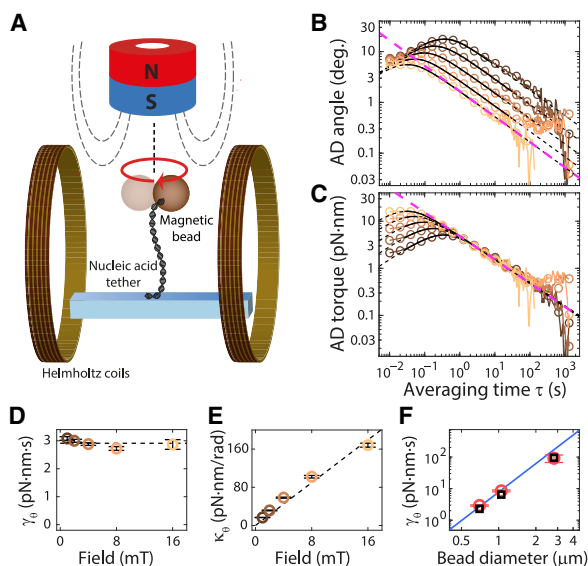 A
N
S
Magnetic
bead
Nucleic acid
tether
Helmholtz coils
B
AD angle (deg.)
30
10
3
1
0.3
0.1
0.03
C
AD torque (pN·nm)
30
10
3
1
0.3
0.1
0.03
10⁻² 10⁻¹ 10⁰ 10¹ 10² 10³
Averaging time τ (s)
D
γθ (pN·nm·s)
3
2
1
0
0 8 16
Field (mT)
E
κθ (pN·nm/rad)
160
80
0
0 8 16
Field (mT)
F
γθ (pN·nm·s)
10²
10¹
10⁰
0.5 1 2 3 4
Bead diameter (μm)